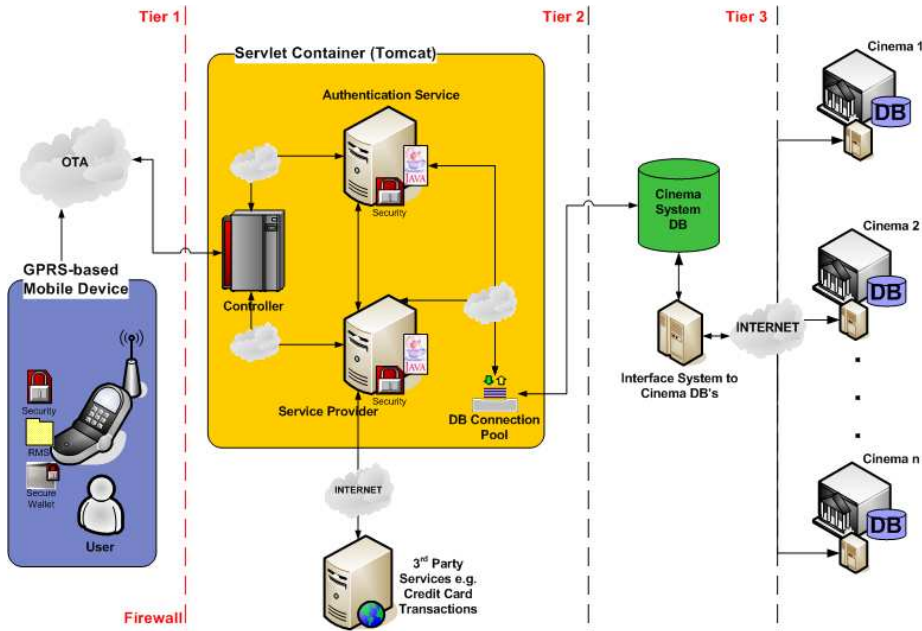 Tier 1
Tier 2
Tier 3
Servlet Container (Tomcat)
Authentication Service
JAVA
Security
OTA
Controller
GPRS-based
Mobile Device
Security
RMS
Secure
Wallet
User
JAVA
Security
Service Provider
DB Connection
Pool
INTERNET
3rd Party
Services e.g.
Credit Card
Transactions
Firewall
Cinema
System
DB
Interface System to
Cinema DB's
INTERNET
Cinema 1
DB
Cinema 2
DB
Cinema n
DB